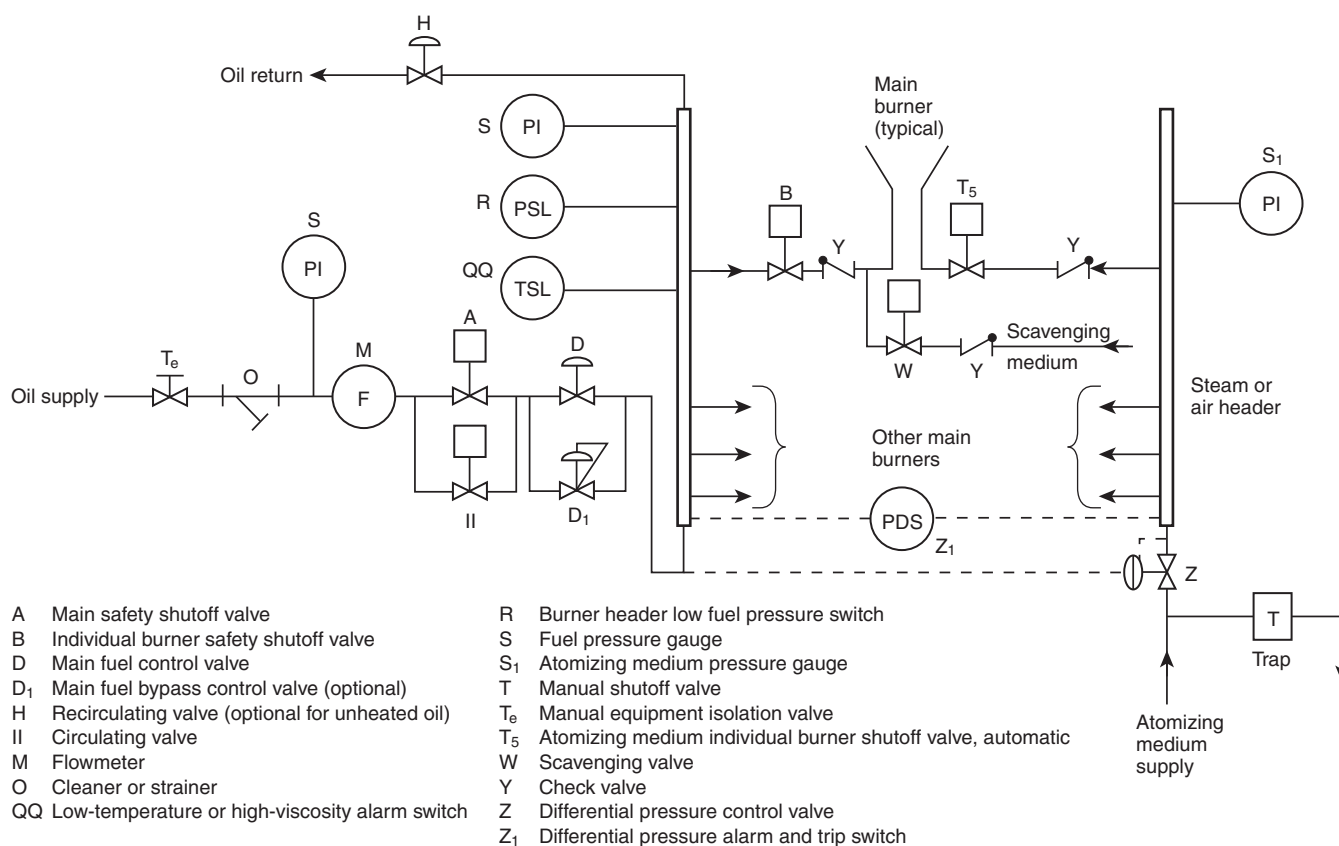 H
Oil return
Main
burner
(typical)
S PI
S₁
PI
R PSL
B
T₅
S
PI
Y
Y
QQ TSL
A
D
Scavenging
medium
W
Y
Tₑ
O
M
F
Oil supply
Steam or
air header
Other main
burners
II
D₁
PDS
Z₁
Z
T
Trap
Atomizing
medium
supply
A Main safety shutoff valve
B Individual burner safety shutoff valve
D Main fuel control valve
D₁ Main fuel bypass control valve (optional)
H Recirculating valve (optional for unheated oil)
II Circulating valve
M Flowmeter
O Cleaner or strainer
QQ Low-temperature or high-viscosity alarm switch
R Burner header low fuel pressure switch
S Fuel pressure gauge
S₁ Atomizing medium pressure gauge
T Manual shutoff valve
Tₑ Manual equipment isolation valve
T₅ Atomizing medium individual burner shutoff valve, automatic
W Scavenging valve
Y Check valve
Z Differential pressure control valve
Z₁ Differential pressure alarm and trip switch